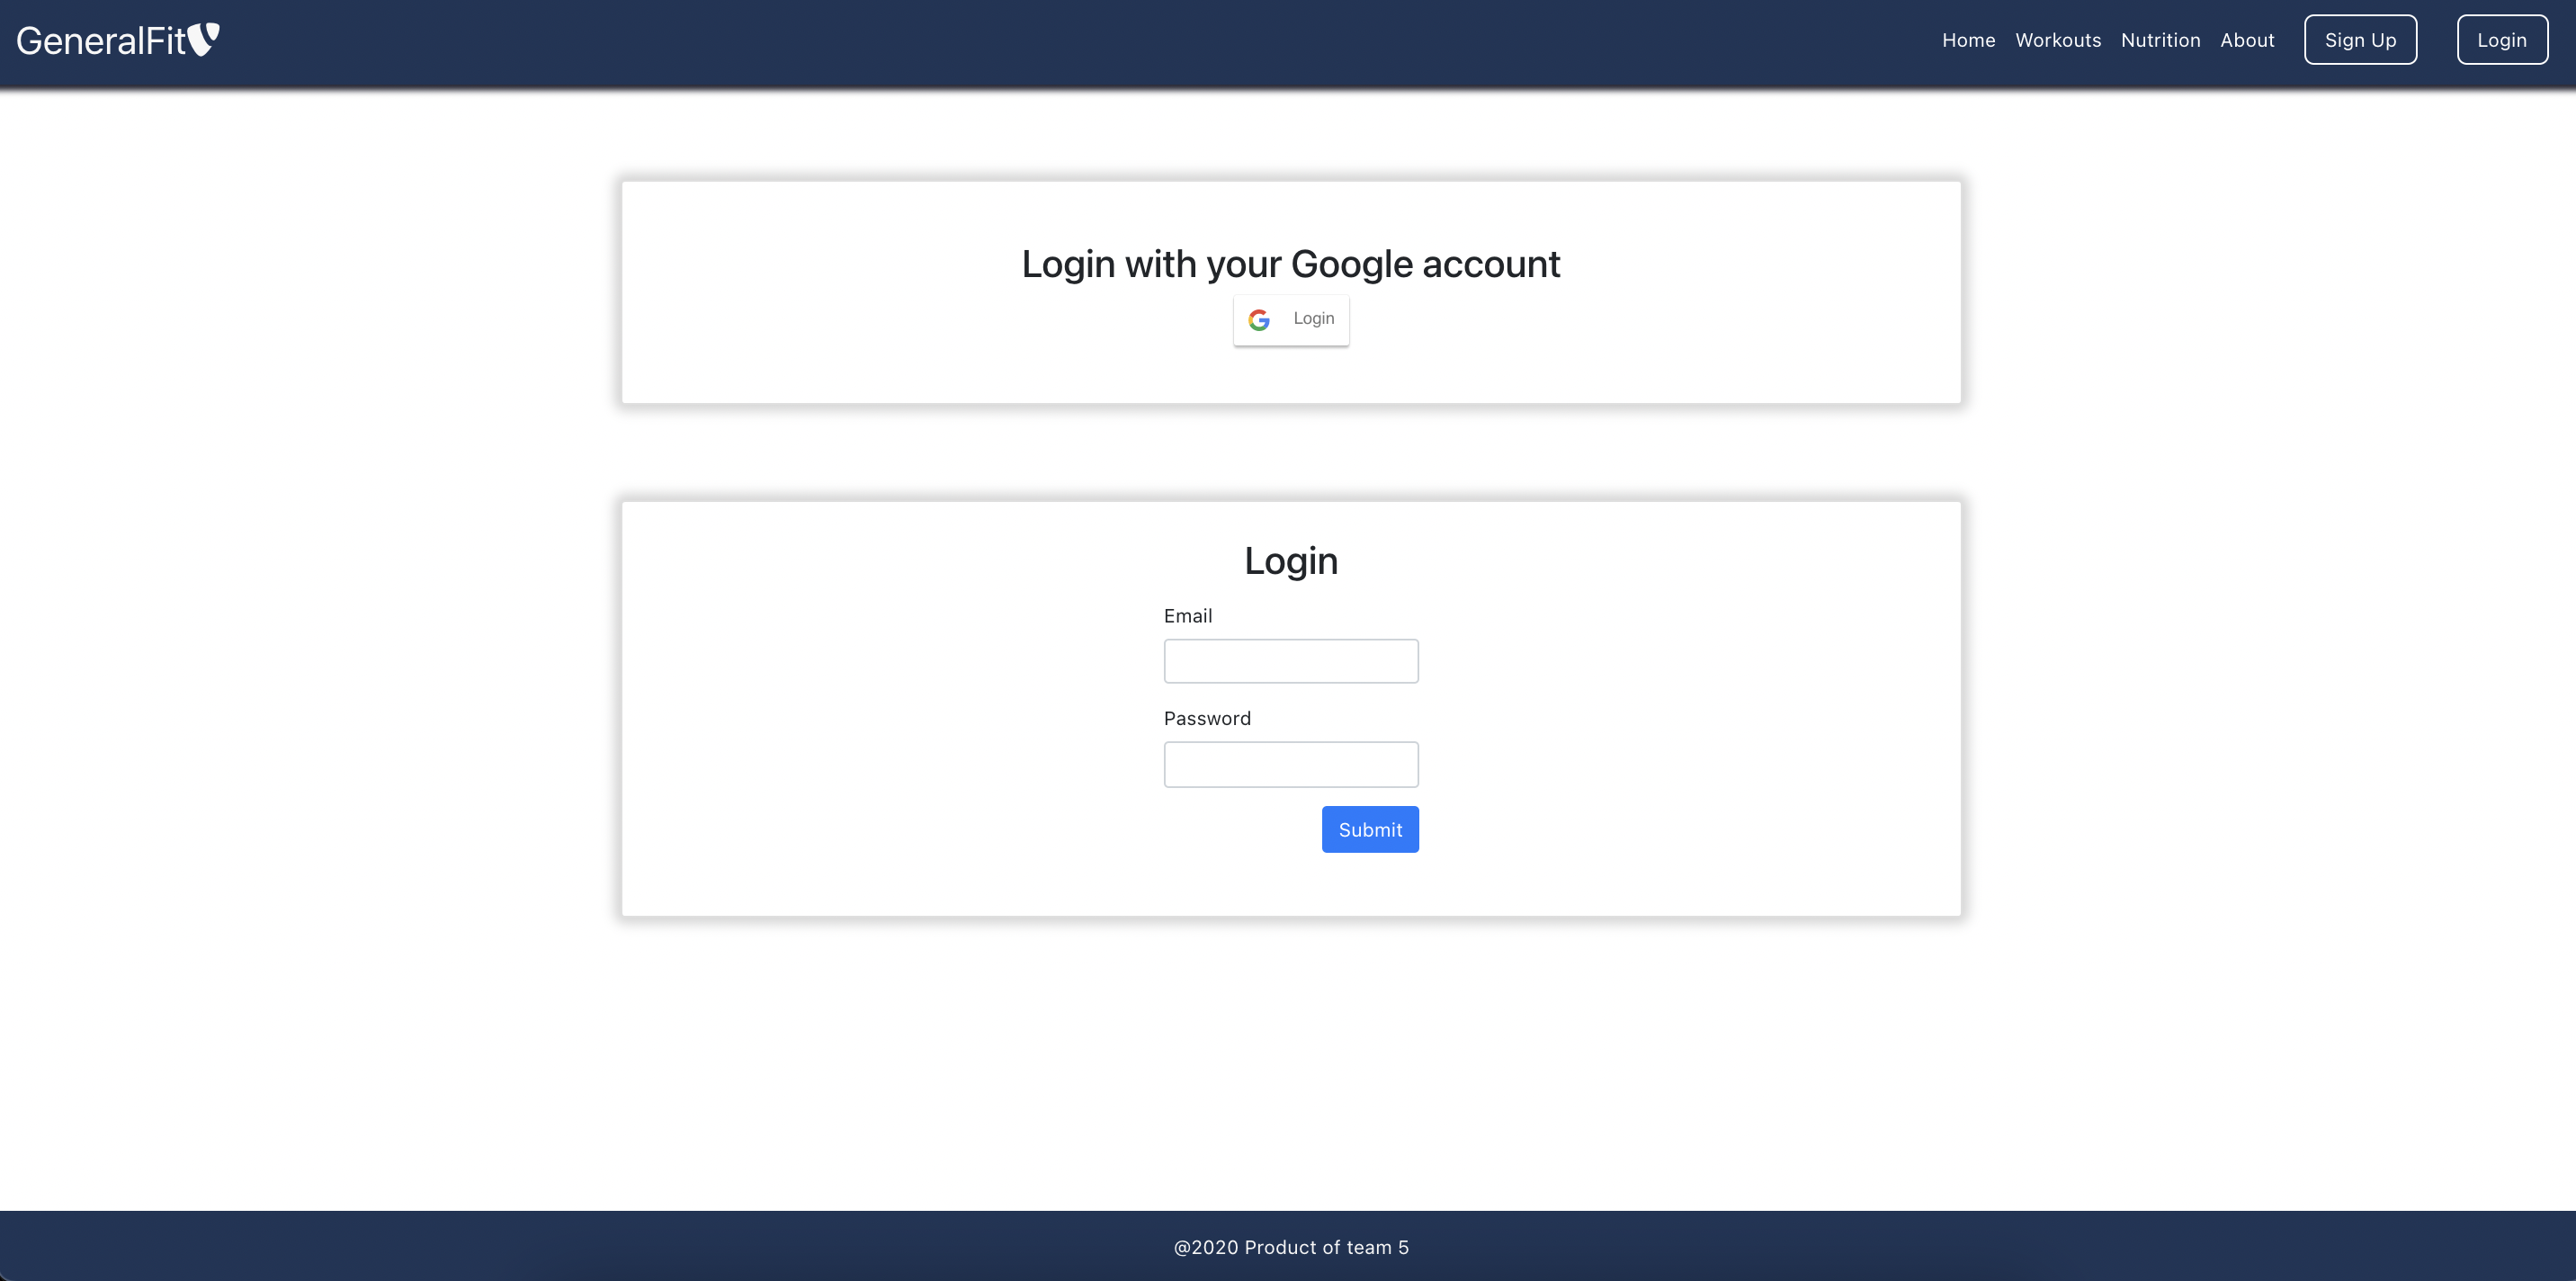 GeneralFit
Home Workouts Nutrition About Sign Up Login
Login with your Google account
Login
Login
Email
Password
Submit
@2020 Product of team 5